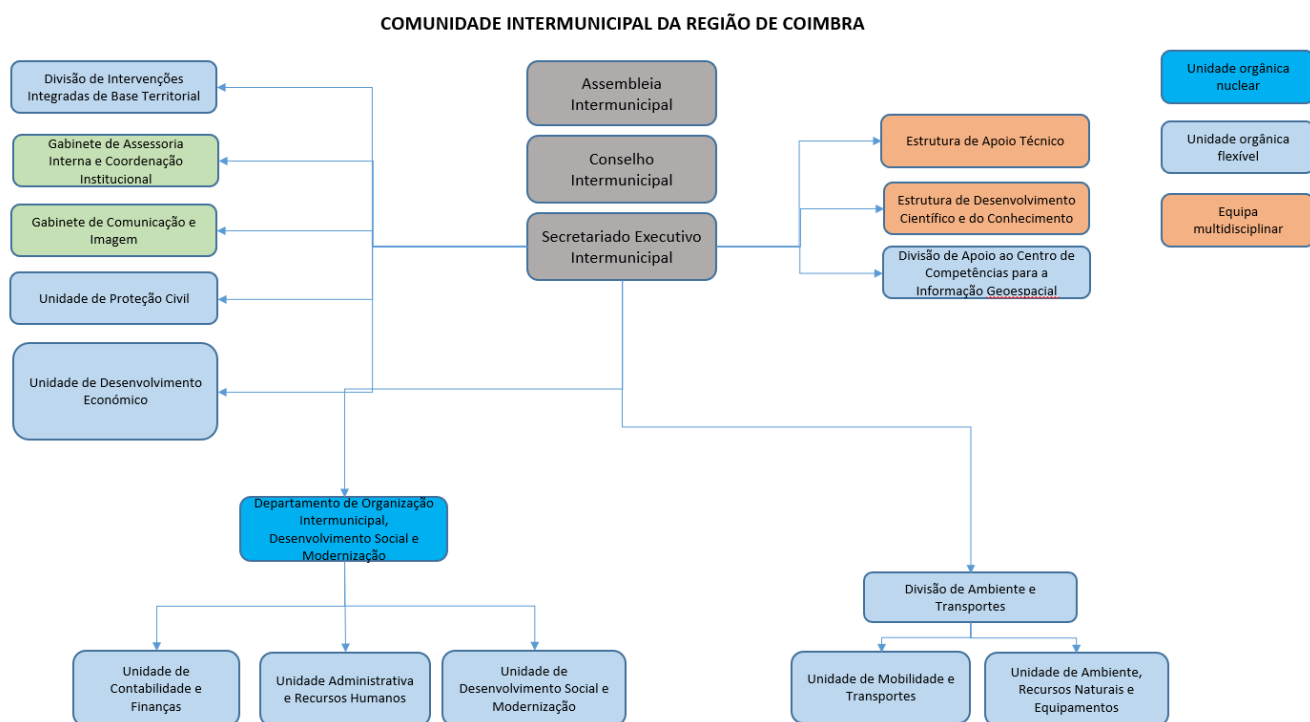 COMUNIDADE INTERMUNICIPAL DA REGIÃO DE COIMBRA
Divisão de Intervenções
Integradas de Base Territorial
Gabinete de Assessoria
Interna e Coordenação
Institucional
Gabinete de Comunicação e
Imagem
Unidade de Proteção Civil
Unidade de Desenvolvimento
Económico
Assembleia
Intermunicipal
Conselho
Intermunicipal
Secretariado Executivo
Intermunicipal
Estrutura de Apoio Técnico
Estrutura de Desenvolvimento
Científico e do Conhecimento
Divisão de Apoio ao Centro de
Competências para a
Informação Geoespacial
Unidade orgânica
nuclear
Unidade orgânica
flexível
Equipa
multidisciplinar
Departamento de Organização
Intermunicipal,
Desenvolvimento Social e
Modernização
Unidade de
Contabilidade e
Finanças
Unidade Administrativa
e Recursos Humanos
Unidade de
Desenvolvimento Social e
Modernização
Divisão de Ambiente e
Transportes
Unidade de Mobilidade e
Transportes
Unidade de Ambiente,
Recursos Naturais e
Equipamentos